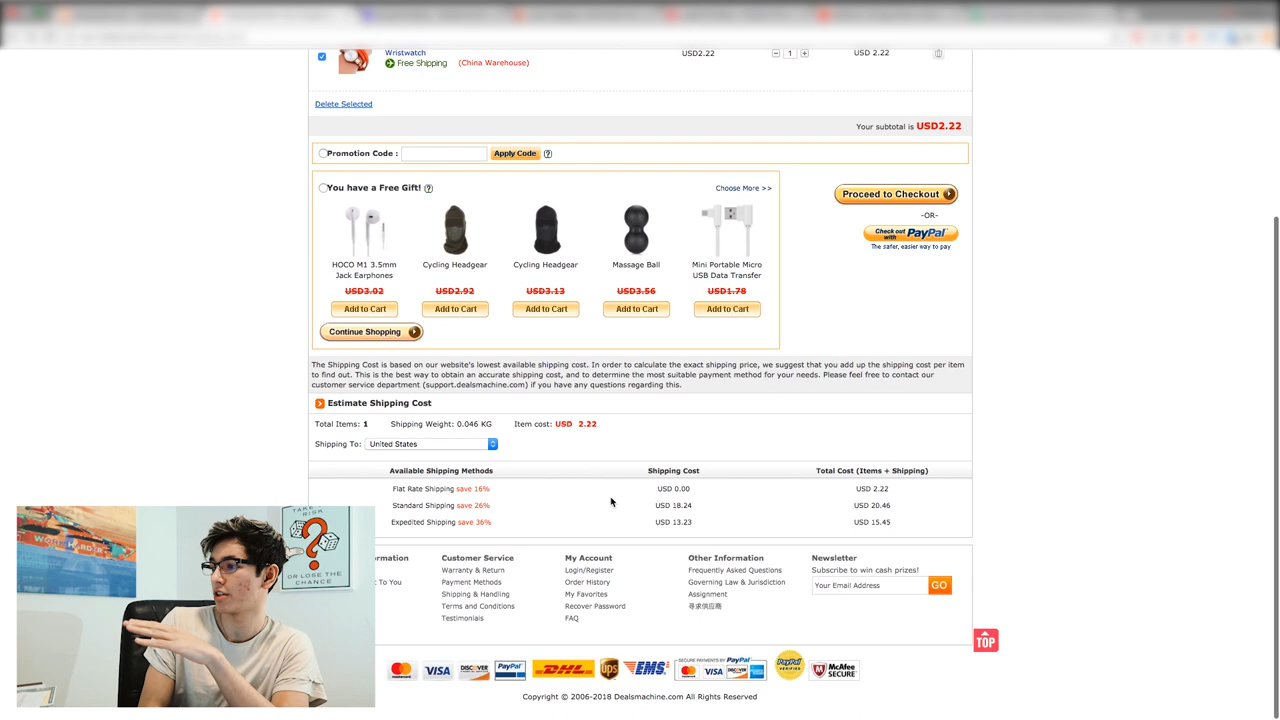 Wristwatch
USD2.22
1
USD 2.22
Free Shipping
(China Warehouse)
Delete Selected
Your subtotal is USD2.22
Promotion Code :
Apply Code
?
You have a Free Gift! ?
Choose More >>
HOCO M1 3.5mm
Jack Earphones
Cycling Headgear
Cycling Headgear
Massage Ball
Mini Portable Micro
USB Data Transfer
USD3.02
USD2.92
USD3.13
USD3.56
USD1.78
Add to Cart
Add to Cart
Add to Cart
Add to Cart
Add to Cart
Continue Shopping
Proceed to Checkout
-OR-
Check out
with PayPal
The safer, easier way to pay
The Shipping Cost is based on our website's lowest available shipping cost. In order to calculate the exact shipping price, we suggest that you add up the shipping cost per item
to find out. This is the best way to obtain an accurate shipping cost, and to determine the most suitable payment method for your needs. Please feel free to contact our
customer service department (support.dealsmachine.com) if you have any questions regarding this.
Estimate Shipping Cost
Total Items: 1
Shipping Weight: 0.046 KG
Item cost: USD 2.22
Shipping To:
United States
Available Shipping Methods
Shipping Cost
Total Cost (Items + Shipping)
Flat Rate Shipping save 16%
USD 0.00
USD 2.22
Standard Shipping save 26%
USD 18.24
USD 20.46
Expedited Shipping save 36%
USD 13.23
USD 15.45
TAKE
RISK
OR LOSE THE
CHANCE
WORK HARDER
ormation
t To You
Customer Service
Warranty & Return
Payment Methods
Shipping & Handling
Terms and Conditions
Testimonials
My Account
Login/Register
Order History
My Favorites
Recover Password
FAQ
Other Information
Frequently Asked Questions
Governing Law & Jurisdiction
Assignment
寻求供应商
Newsletter
Subscribe to win cash prizes!
Your Email Address
GO
TOP
MasterCard
VISA
DISCOVER
PayPal
DHL
UPS
EMS
SECURE PAYMENTS BY PayPal
MasterCard
VISA
DISCOVER
PayPal
VERIFIED
McAfee
SECURE
Copyright © 2006-2018 Dealsmachine.com All Rights Reserved